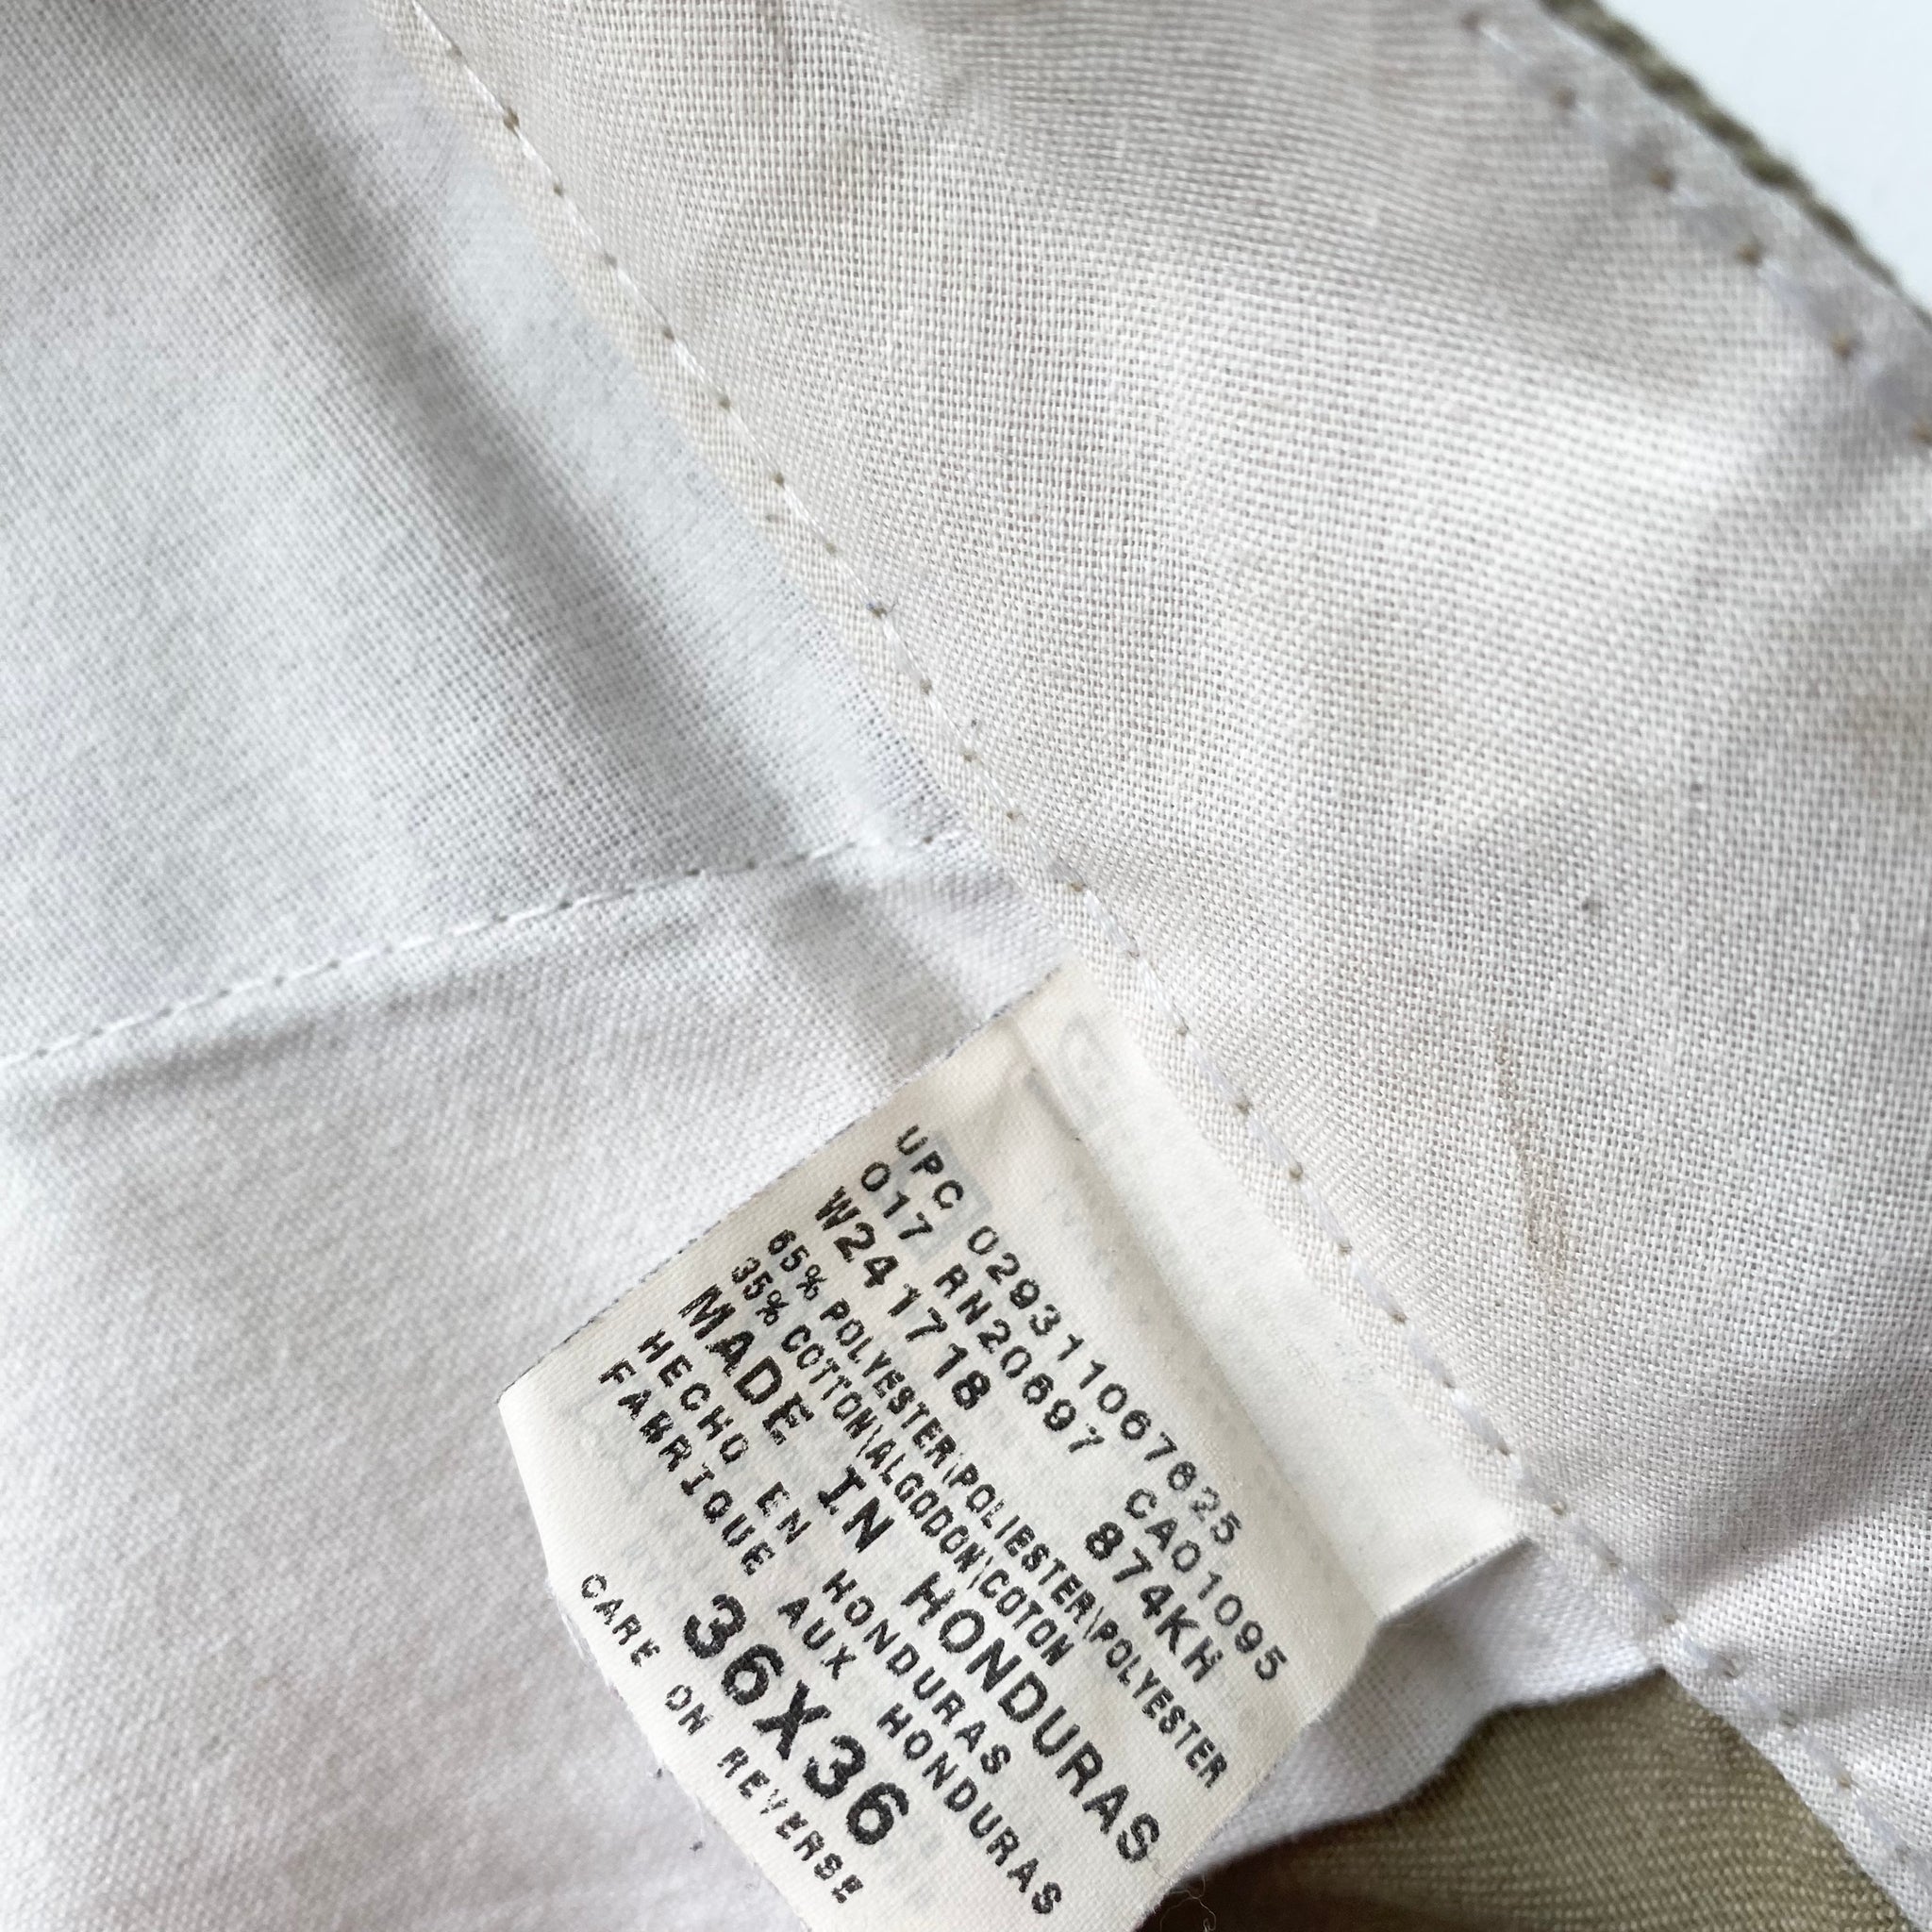 UPC 029311067625
017 RN20697 CA01095
W241718 874KH
65% POLYESTER\POLIESTER\POLYESTER
35% COTTON\ALGODON\COTON
MADE IN HONDURAS
HECHO EN HONDURAS
FABRIQUE AUX HONDURAS
36X36
CARE ON REVERSE